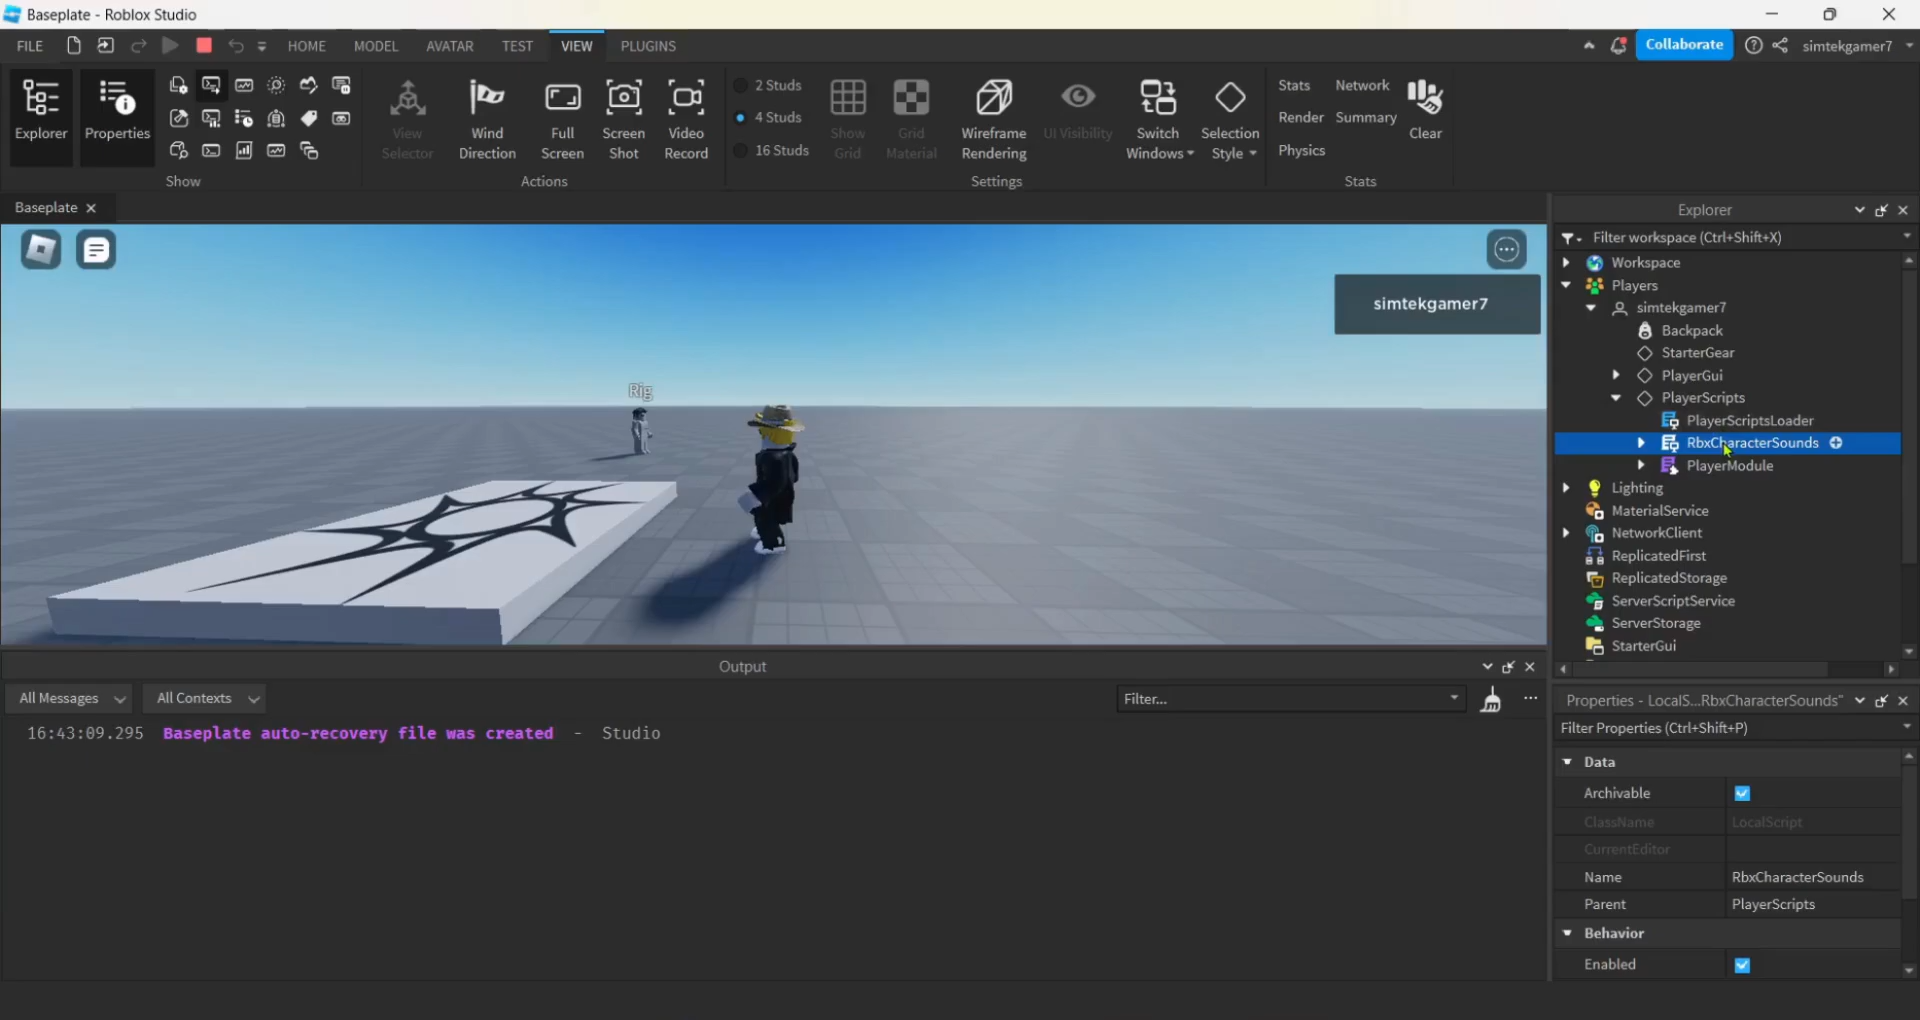 Baseplate - Roblox Studio
FILE HOME MODEL AVATAR TEST VIEW PLUGINS Collaborate simtekgamer7
Explorer
Properties
Show
View Selector
Wind Direction
Full Screen
Screen Shot
Video Record
Actions
2 Studs
4 Studs
16 Studs
Show Grid
Grid Material
Wireframe Rendering
UI Visibility
Switch Windows
Selection Style
Settings
Stats Network
Render Summary
Physics
Clear
Stats
Baseplate
simtekgamer7
Rig
Explorer
Filter workspace (Ctrl+Shift+X)
Workspace
Players
simtekgamer7
Backpack
StarterGear
PlayerGui
PlayerScripts
PlayerScriptsLoader
RbxCharacterSounds
PlayerModule
Lighting
MaterialService
NetworkClient
ReplicatedFirst
ReplicatedStorage
ServerScriptService
ServerStorage
StarterGui
Output
All Messages All Contexts Filter...
16:43:09.295 Baseplate auto-recovery file was created - Studio
Properties - LocalS...RbxCharacterSounds"
Filter Properties (Ctrl+Shift+P)
Data
Archivable
ClassName LocalScript
CurrentEditor
Name RbxCharacterSounds
Parent PlayerScripts
Behavior
Enabled